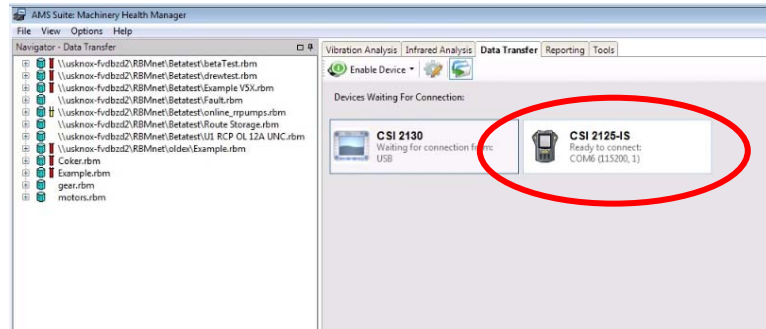 AMS Suite: Machinery Health Manager
File View Options Help
Navigator - Data Transfer
\\usknox-fvdbzd2\RBMnet\Betatest\betaTest.rbm
\\usknox-fvdbzd2\RBMnet\Betatest\drewtest.rbm
\\usknox-fvdbzd2\RBMnet\Betatest\Example V5X.rbm
\\usknox-fvdbzd2\RBMnet\Betatest\Fault.rbm
\\usknox-fvdbzd2\RBMnet\Betatest\online_rrpumps.rbm
\\usknox-fvdbzd2\RBMnet\Betatest\Route Storage.rbm
\\usknox-fvdbzd2\RBMnet\Betatest\U1 RCP OL 12A UNC.rbm
\\usknox-fvdbzd2\RBMnet\oldex\Example.rbm
Coker.rbm
Example.rbm
gear.rbm
motors.rbm
Vibration Analysis Infrared Analysis Data Transfer Reporting Tools
Enable Device
Devices Waiting For Connection:
CSI 2130
Waiting for connection from:
USB
CSI 2125-IS
Ready to connect:
COM6 (115200, 1)